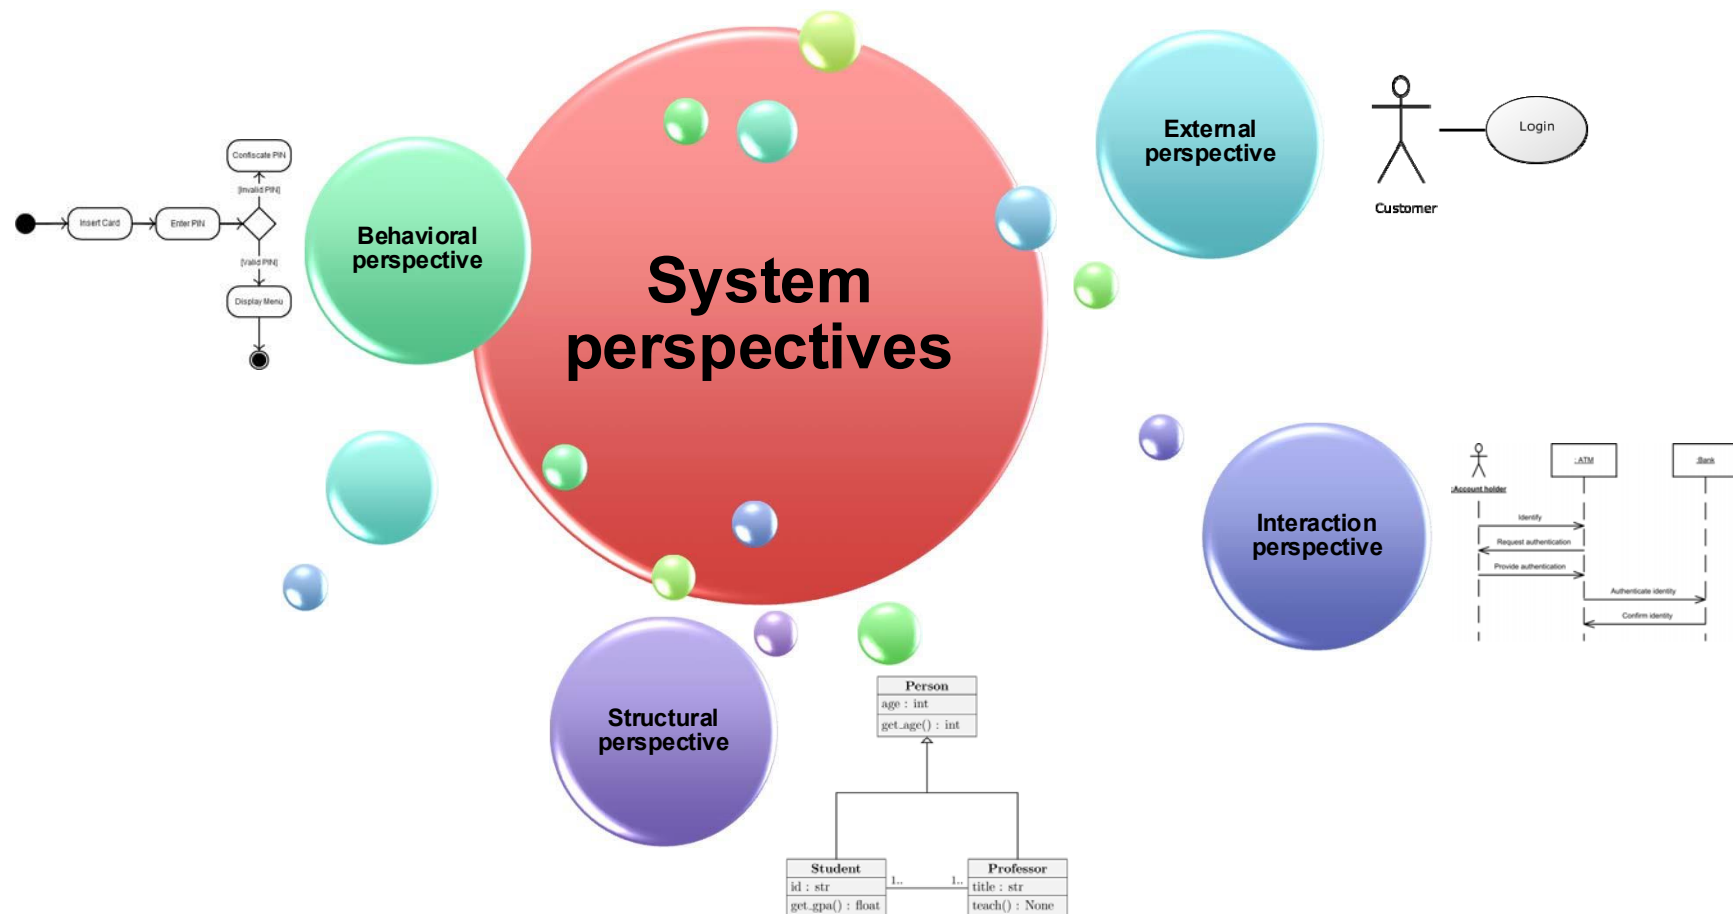 System
perspectives
Behavioral
perspective
Confiscate PIN
[Invalid PIN]
Insert Card
Enter PIN
[Valid PIN]
Display Menu
External
perspective
Login
Customer
Interaction
perspective
:Account holder
: ATM
:Bank
Identify
Request authentication
Provide authentication
Authenticate identity
Confirm identity
Structural
perspective
Person
age : int
get_age() : int
Student
id : str
get_gpa() : float
1..
1..
Professor
title : str
teach() : None